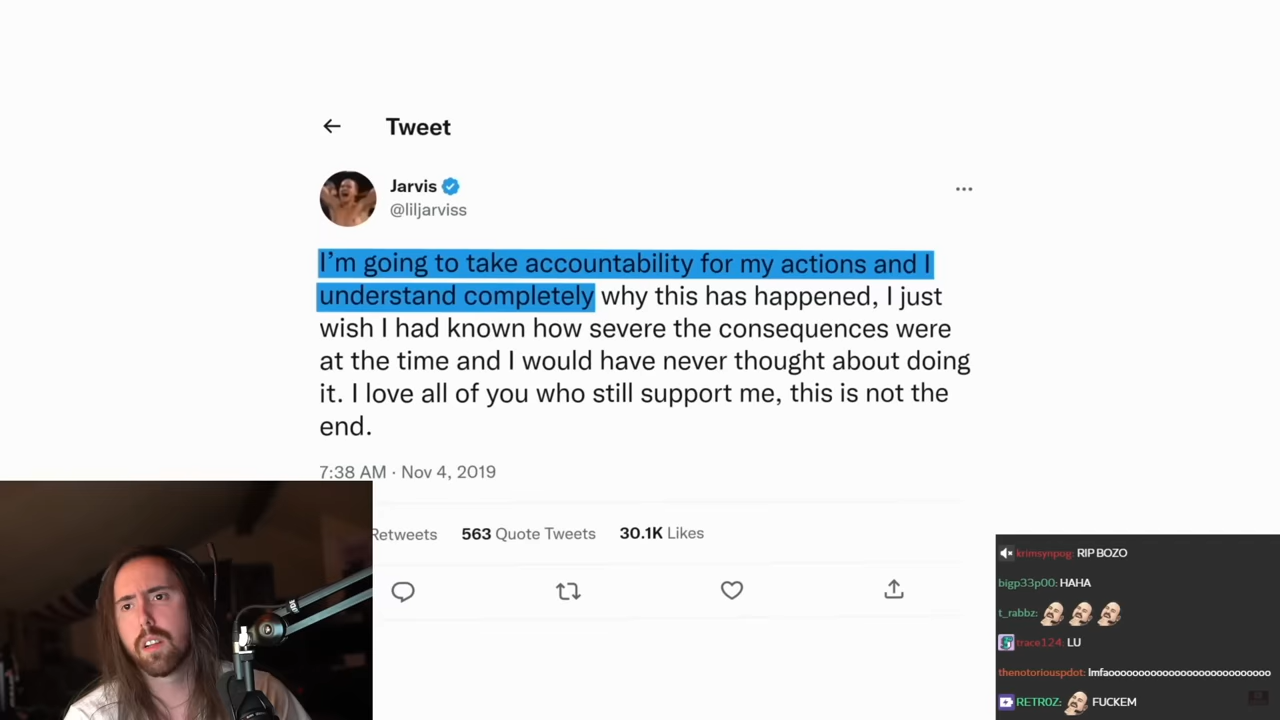 Tweet
Jarvis
@liljarviss
I'm going to take accountability for my actions and I
understand completely why this has happened, I just
wish I had known how severe the consequences were
at the time and I would have never thought about doing
it. I love all of you who still support me, this is not the
end.
7:38 AM · Nov 4, 2019
Retweets 563 Quote Tweets 30.1K Likes
krimsynpog: RIP BOZO
bigp33p00: HAHA
t_rabbz:
trace124: LU
thenotoriouspdot: lmfaooooooooooooooooooooooooooo
RETR0Z: FUCKEM